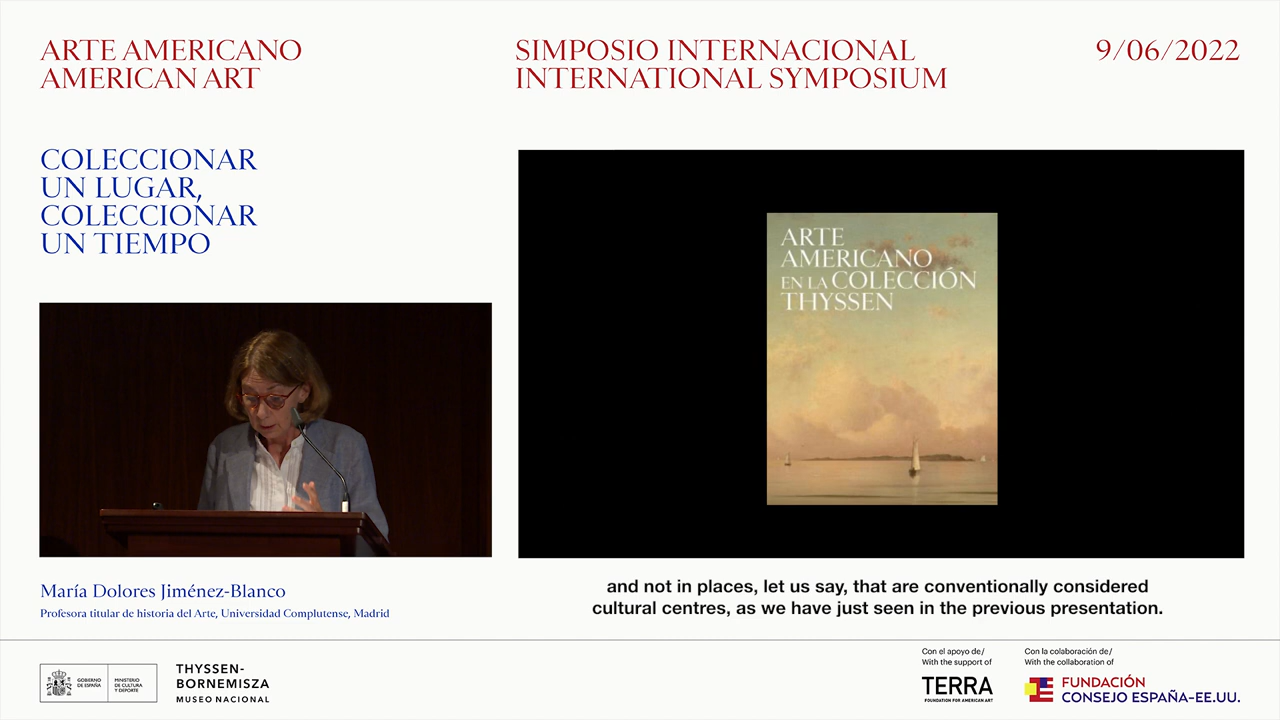 ARTE AMERICANO
AMERICAN ART
SIMPOSIO INTERNACIONAL
INTERNATIONAL SYMPOSIUM
9/06/2022
COLECCIONAR
UN LUGAR,
COLECCIONAR
UN TIEMPO
ARTE
AMERICANO
EN LA COLECCIÓN
THYSSEN
María Dolores Jiménez-Blanco
Profesora titular de historia del Arte, Universidad Complutense, Madrid
and not in places, let us say, that are conventionally considered
cultural centres, as we have just seen in the previous presentation.
GOBIERNO
DE ESPAÑA
MINISTERIO
DE CULTURA
Y DEPORTE
THYSSEN-
BORNEMISZA
MUSEO NACIONAL
Con el apoyo de/
With the support of
TERRA
FOUNDATION FOR AMERICAN ART
Con la colaboración de/
With the collaboration of
FUNDACIÓN
CONSEJO ESPAÑA-EE.UU.